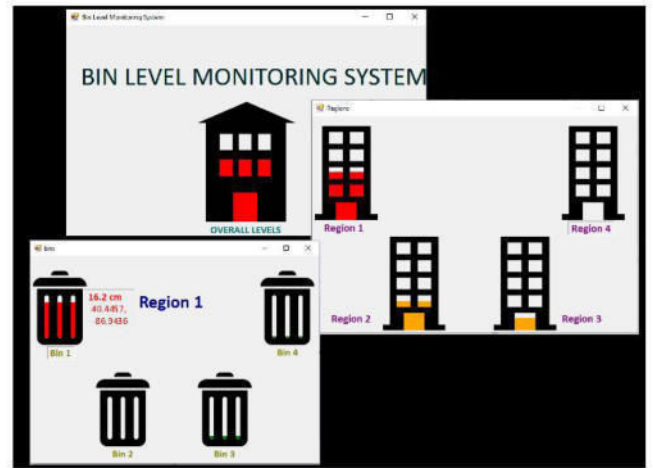 Bin Level Monitoring System
BIN LEVEL MONITORING SYSTEM
OVERALL LEVELS
Regions
Region 1
Region 4
Region 2
Region 3
Bins
16.2 cm
40.4457,
-86.9436
Region 1
Bin 1
Bin 4
Bin 2
Bin 3